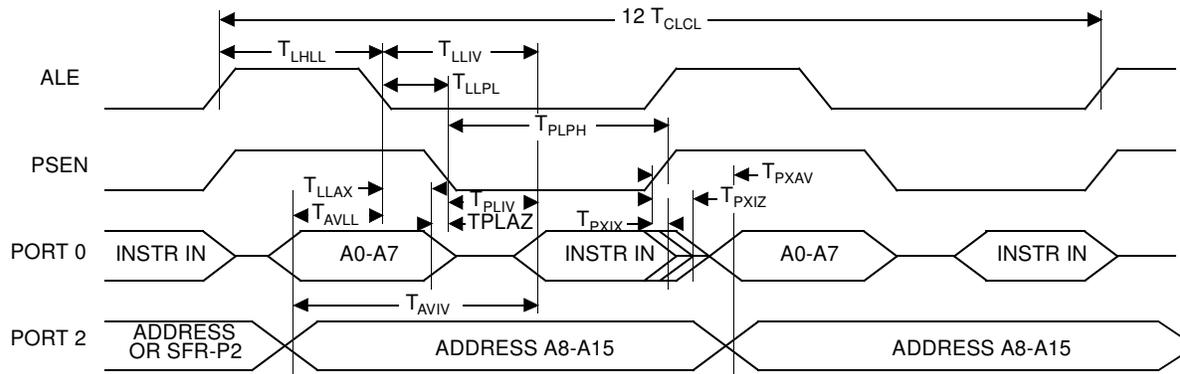 12 TCLCL
TLHLL TLLIV
ALE
TLLPL
TPLPH
PSEN
TLLAX TPXAV
TPLIV TPXIZ
TAVLL TPLAZ TPXIX
PORT 0 INSTR IN A0-A7 INSTR IN A0-A7 INSTR IN
TAVIV
PORT 2 ADDRESS OR SFR-P2 ADDRESS A8-A15 ADDRESS A8-A15